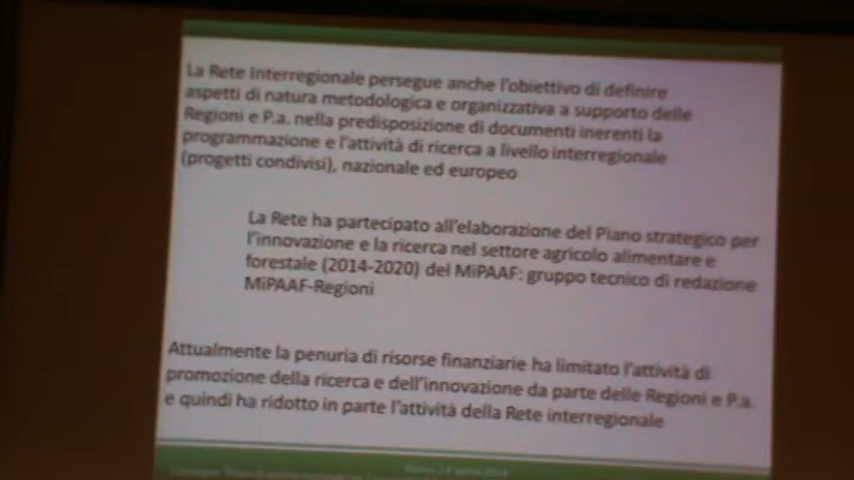 La Rete Interregionale persegue anche l'obiettivo di definire
aspetti di natura metodologica e organizzativa a supporto delle
Regioni e P.a. nella predisposizione di documenti inerenti la
programmazione e l'attività di ricerca a livello interregionale
(progetti condivisi), nazionale ed europeo
La Rete ha partecipato all'elaborazione del Piano strategico per
l'innovazione e la ricerca nel settore agricolo alimentare e
forestale (2014-2020) del MiPAAF: gruppo tecnico di redazione
MiPAAF-Regioni
Attualmente la penuria di risorse finanziarie ha limitato l'attività di
promozione della ricerca e dell'innovazione da parte delle Regioni e P.a.
e quindi ha ridotto in parte l'attività della Rete interregionale